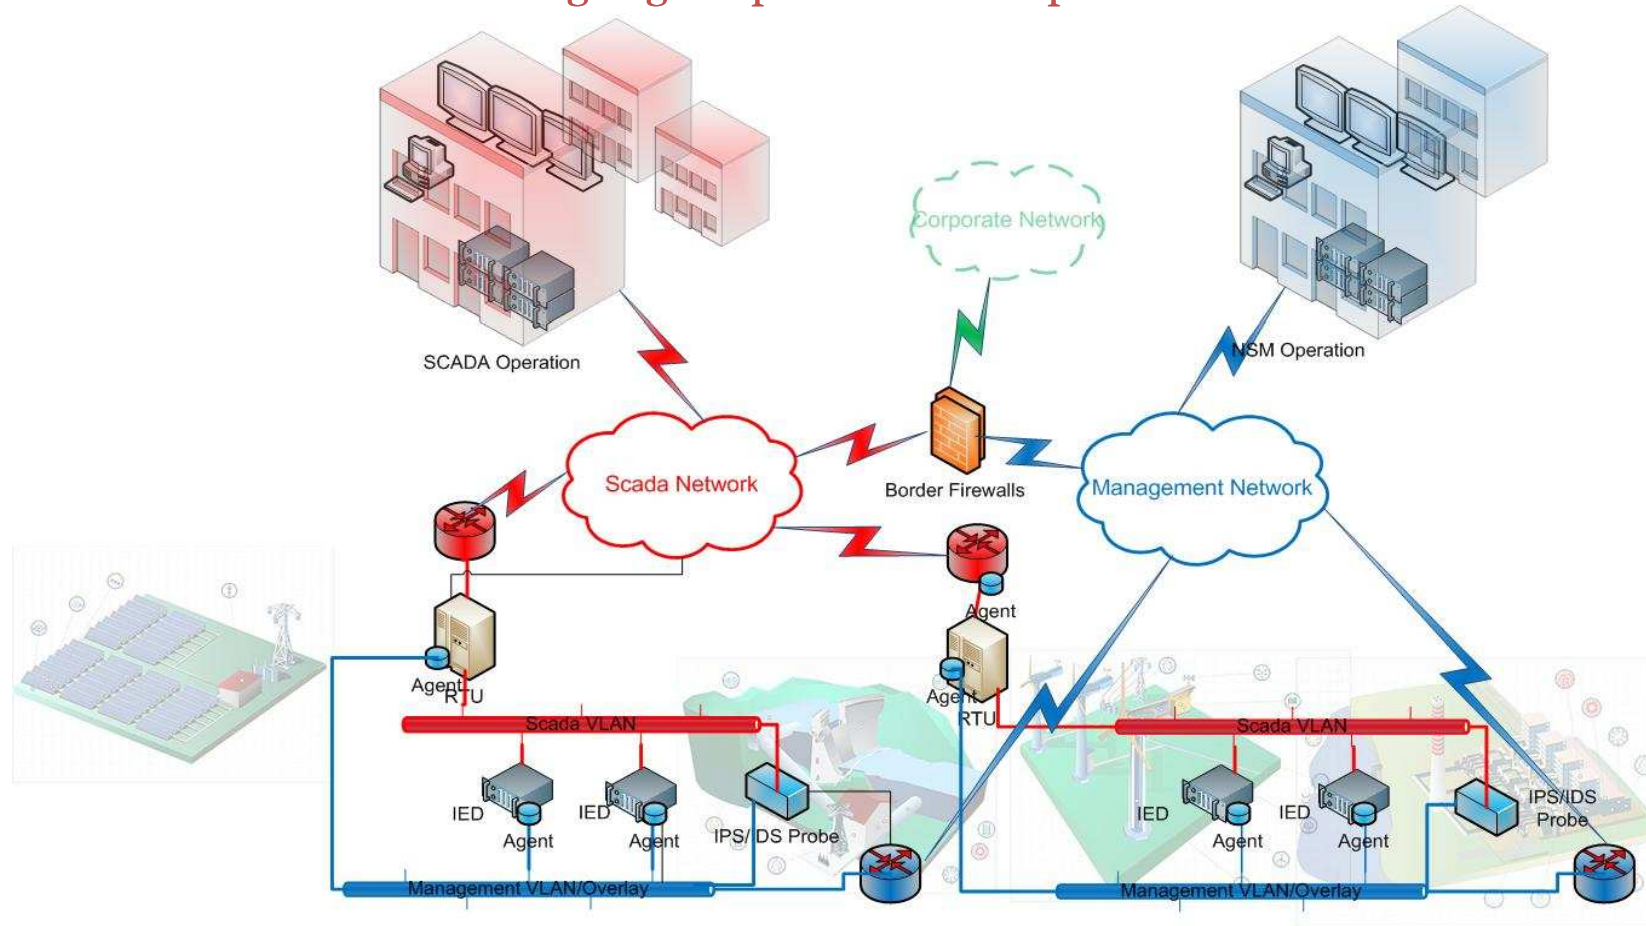 Corporate Network
SCADA Operation
NSM Operation
Scada Network
Border Firewalls
Management Network
Agent
Agent
RTU
Agent
RTU
Scada VLAN
Scada VLAN
IED
Agent
IED
Agent
IPS/IDS Probe
IED
Agent
IED
Agent
IPS/IDS
Probe
Management VLAN/Overlay
Management VLAN/Overlay